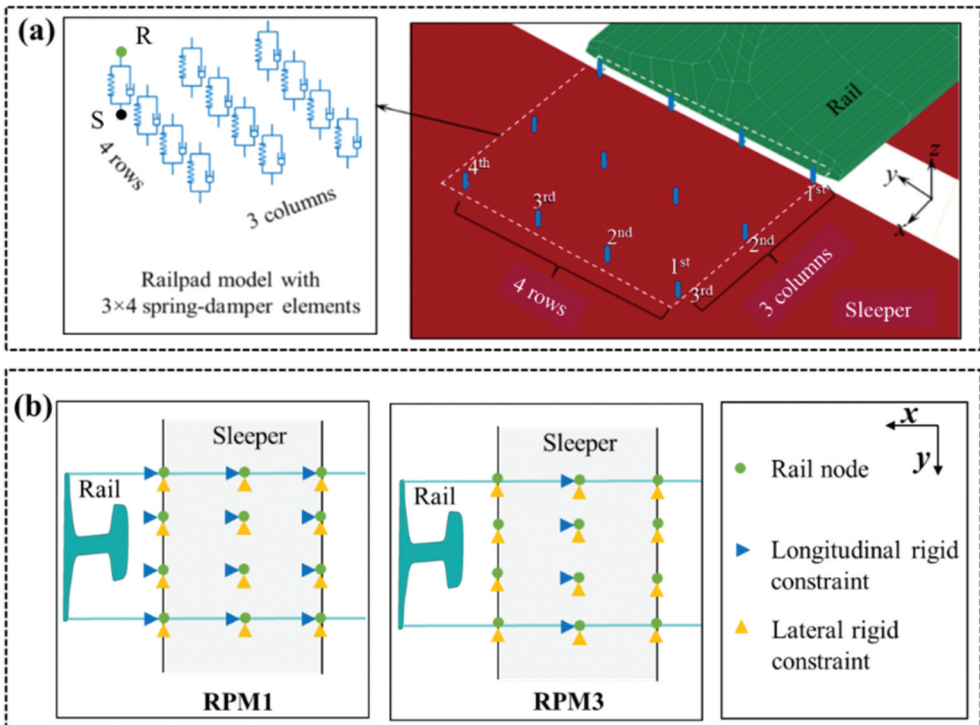 (a)
R
S
4 rows
3 columns
Railpad model with
3×4 spring-damper elements
Rail
z
y
x
4th
3rd
2nd
1st
1st
2nd
3rd
4 rows
3 columns
Sleeper
(b)
Sleeper
Rail
RPM1
Sleeper
Rail
RPM3
x
y
Rail node
Longitudinal rigid
constraint
Lateral rigid
constraint